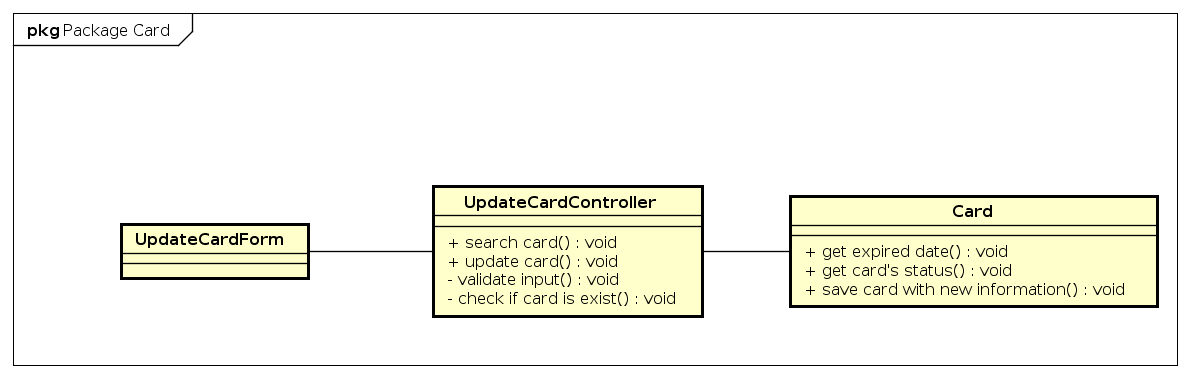 pkg Package Card
UpdateCardForm
UpdateCardController
+ search card() : void
+ update card() : void
- validate input() : void
- check if card is exist() : void
Card
+ get expired date() : void
+ get card's status() : void
+ save card with new information() : void